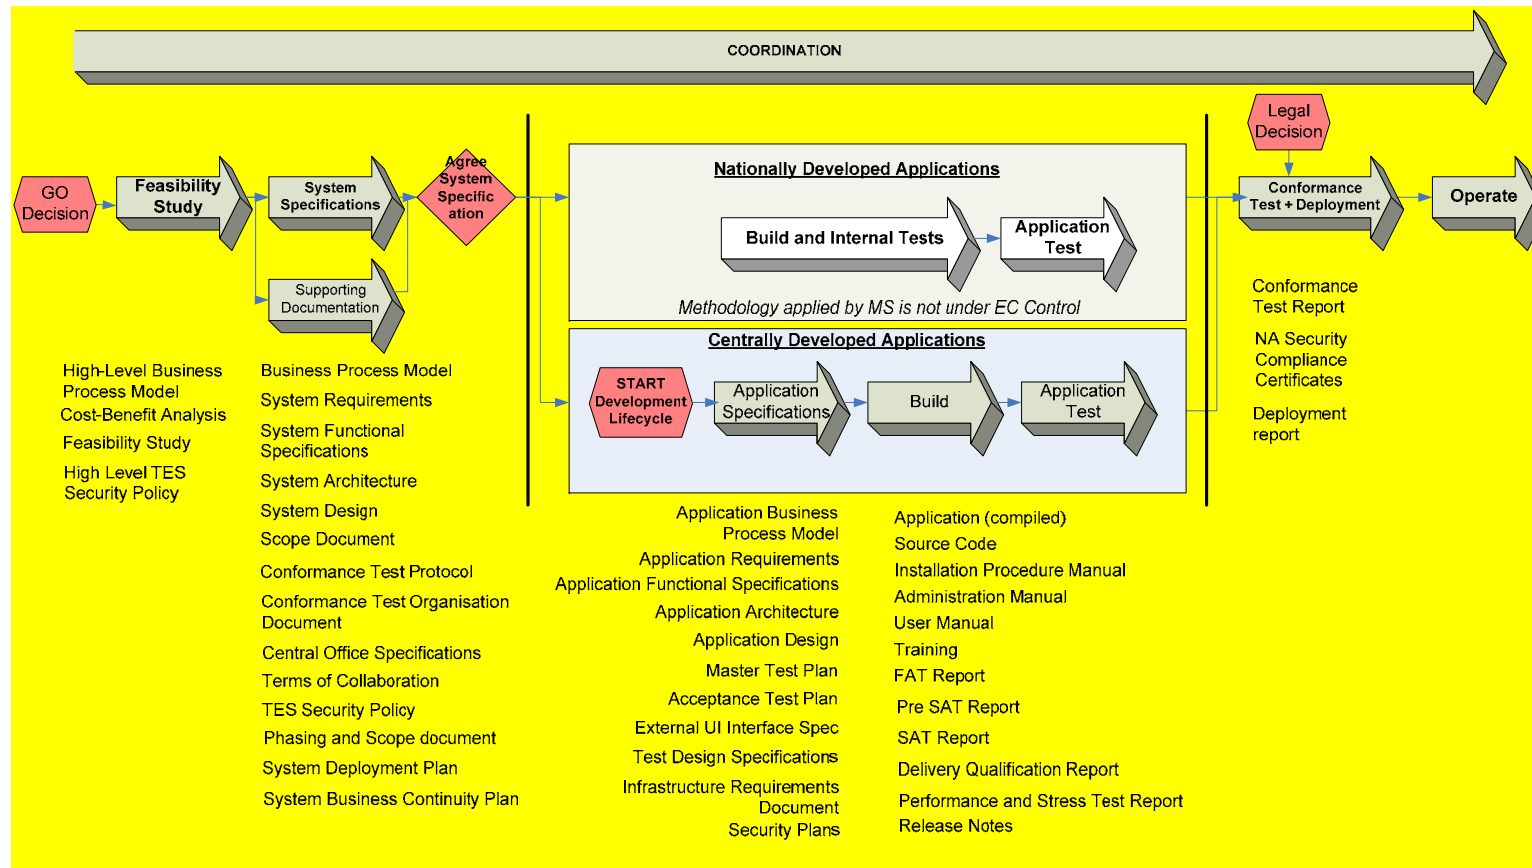 COORDINATION
Legal
Decision
GO
Decision
Feasibility
Study
System
Specifications
Supporting
Documentation
Agree
System
Specific
ation
Nationally Developed Applications
Build and Internal Tests
Application
Test
Methodology applied by MS is not under EC Control
Centrally Developed Applications
START
Development
Lifecycle
Application
Specifications
Build
Application
Test
Conformance
Test + Deployment
Operate
High-Level Business
Process Model
Cost-Benefit Analysis
Feasibility Study
High Level TES
Security Policy
Business Process Model
System Requirements
System Functional
Specifications
System Architecture
System Design
Scope Document
Conformance Test Protocol
Conformance Test Organisation
Document
Central Office Specifications
Terms of Collaboration
TES Security Policy
Phasing and Scope document
System Deployment Plan
System Business Continuity Plan
Application Business
Process Model
Application Requirements
Application Functional Specifications
Application Architecture
Application Design
Master Test Plan
Acceptance Test Plan
External UI Interface Spec
Test Design Specifications
Infrastructure Requirements
Document
Security Plans
Application (compiled)
Source Code
Installation Procedure Manual
Administration Manual
User Manual
Training
FAT Report
Pre SAT Report
SAT Report
Delivery Qualification Report
Performance and Stress Test Report
Release Notes
Conformance
Test Report
NA Security
Compliance
Certificates
Deployment
report